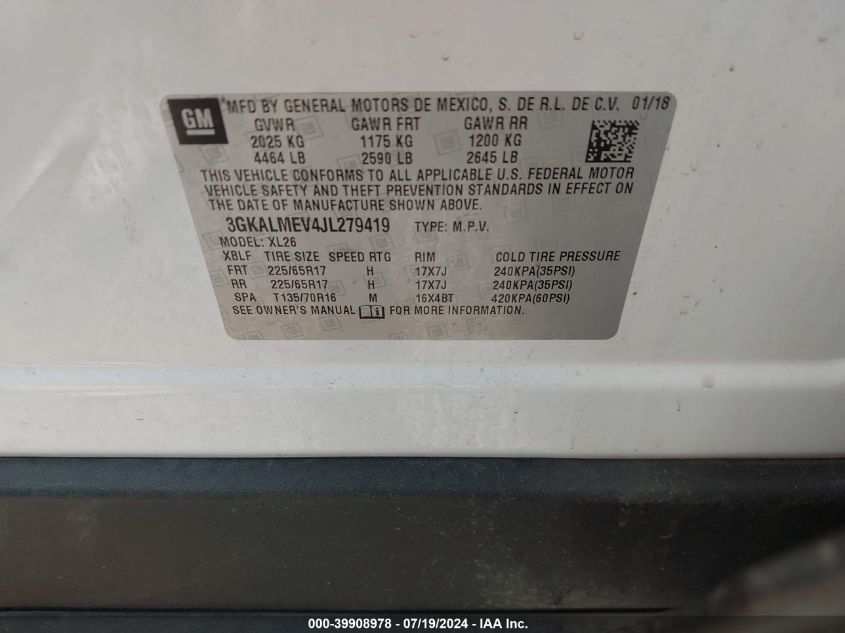 GM MFD BY GENERAL MOTORS DE MEXICO, S. DE R.L. DE C.V. 01/18
GVWR GAWR FRT GAWR RR
2025 KG 1175 KG 1200 KG
4464 LB 2590 LB 2645 LB
THIS VEHICLE CONFORMS TO ALL APPLICABLE U.S. FEDERAL MOTOR
VEHICLE SAFETY AND THEFT PREVENTION STANDARDS IN EFFECT ON
THE DATE OF MANUFACTURE SHOWN ABOVE.
3GKALMEV4JL279419 TYPE: M.P.V.
MODEL: XL26
XBLF TIRE SIZE SPEED RTG RIM COLD TIRE PRESSURE
FRT 225/65R17 H 17X7J 240KPA(35PSI)
RR 225/65R17 H 17X7J 240KPA(35PSI)
SPA T135/70R16 M 16X4BT 420KPA(60PSI)
SEE OWNER'S MANUAL FOR MORE INFORMATION.
000-39908978 - 07/19/2024 - IAA Inc.